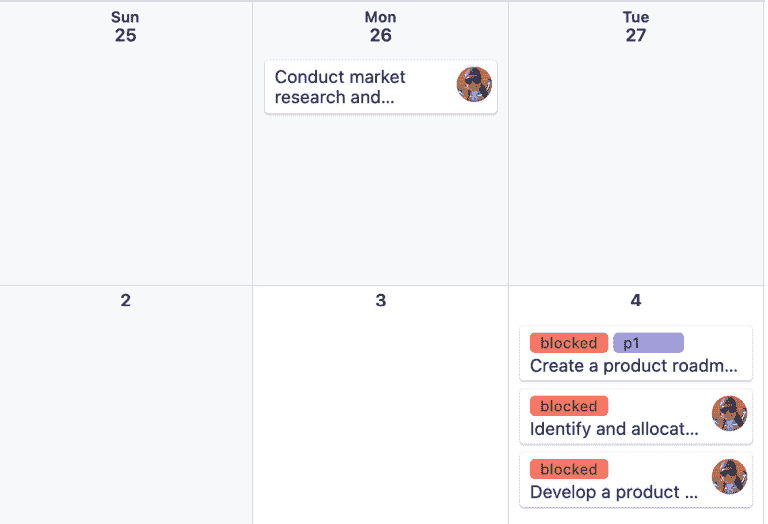 Sun
25
Mon
26
Tue
27
Conduct market
research and...
2
3
4
blocked p1
Create a product roadm...
blocked
Identify and allocat...
blocked
Develop a product ...